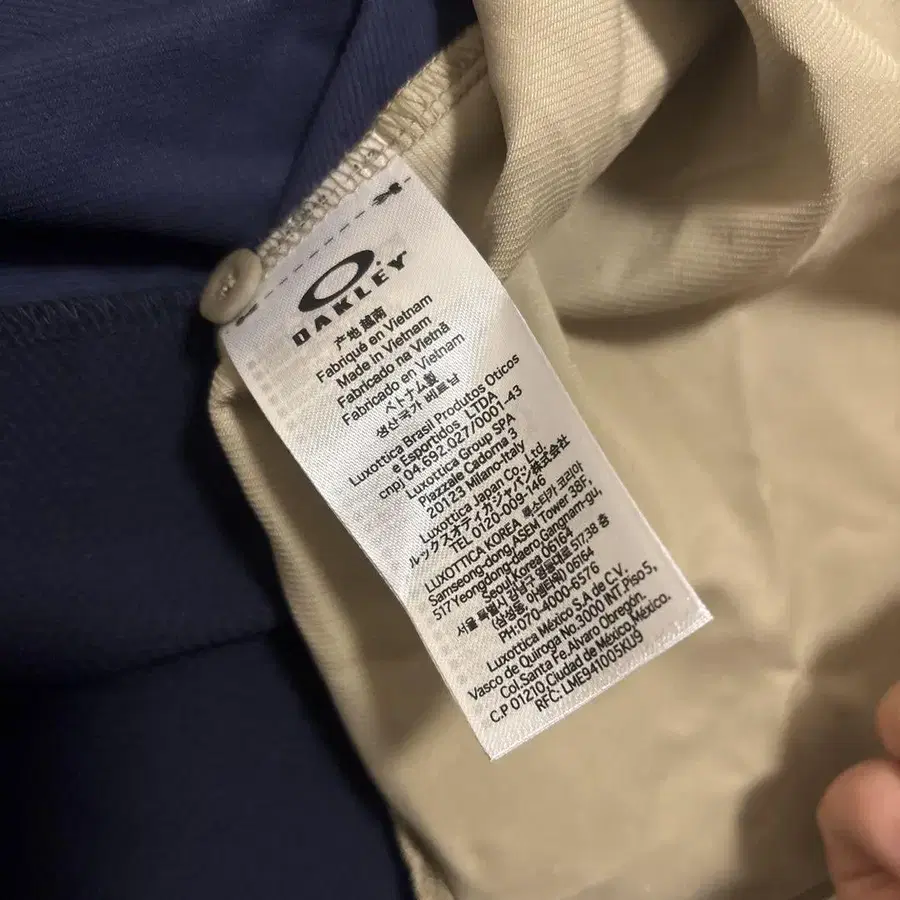 OAKLEY
产地 越南
Fabriqué en Vietnam
Made in Vietnam
Fabricado na Vietnã
Fabricado en Vietnam
ベトナム製
생산국가 베트남
Luxottica Brasil Produtos Oticos
e Esportidos LTDA
cnpj 04.692.027/0001-43
Luxottica Group SPA
Piazzale Cadorna 3
20123 Milano-Italy
Luxottica Japan Co., Ltd.
ルックスオティカジャパン株式会社
TEL 0120-009-146
LUXOTTICA KOREA 룩소티카 코리아
Samseong-dong, ASEM Tower 38F,
517 Yeongdong-daero, Gangnam-gu,
Seoul Korea 06164
서울 특별시 강남구 영동대로 517 38 층
(삼성동, 아셈타워) 06164
PH:070-4000-6576
Luxottica México S.A de C.V.
Vasco de Quiroga No.3000 INT.Piso5,
Col.Santa Fe.Alvaro Obregón.
C.P 01210,Ciudad de México,México.
RFC: LME941005KU9